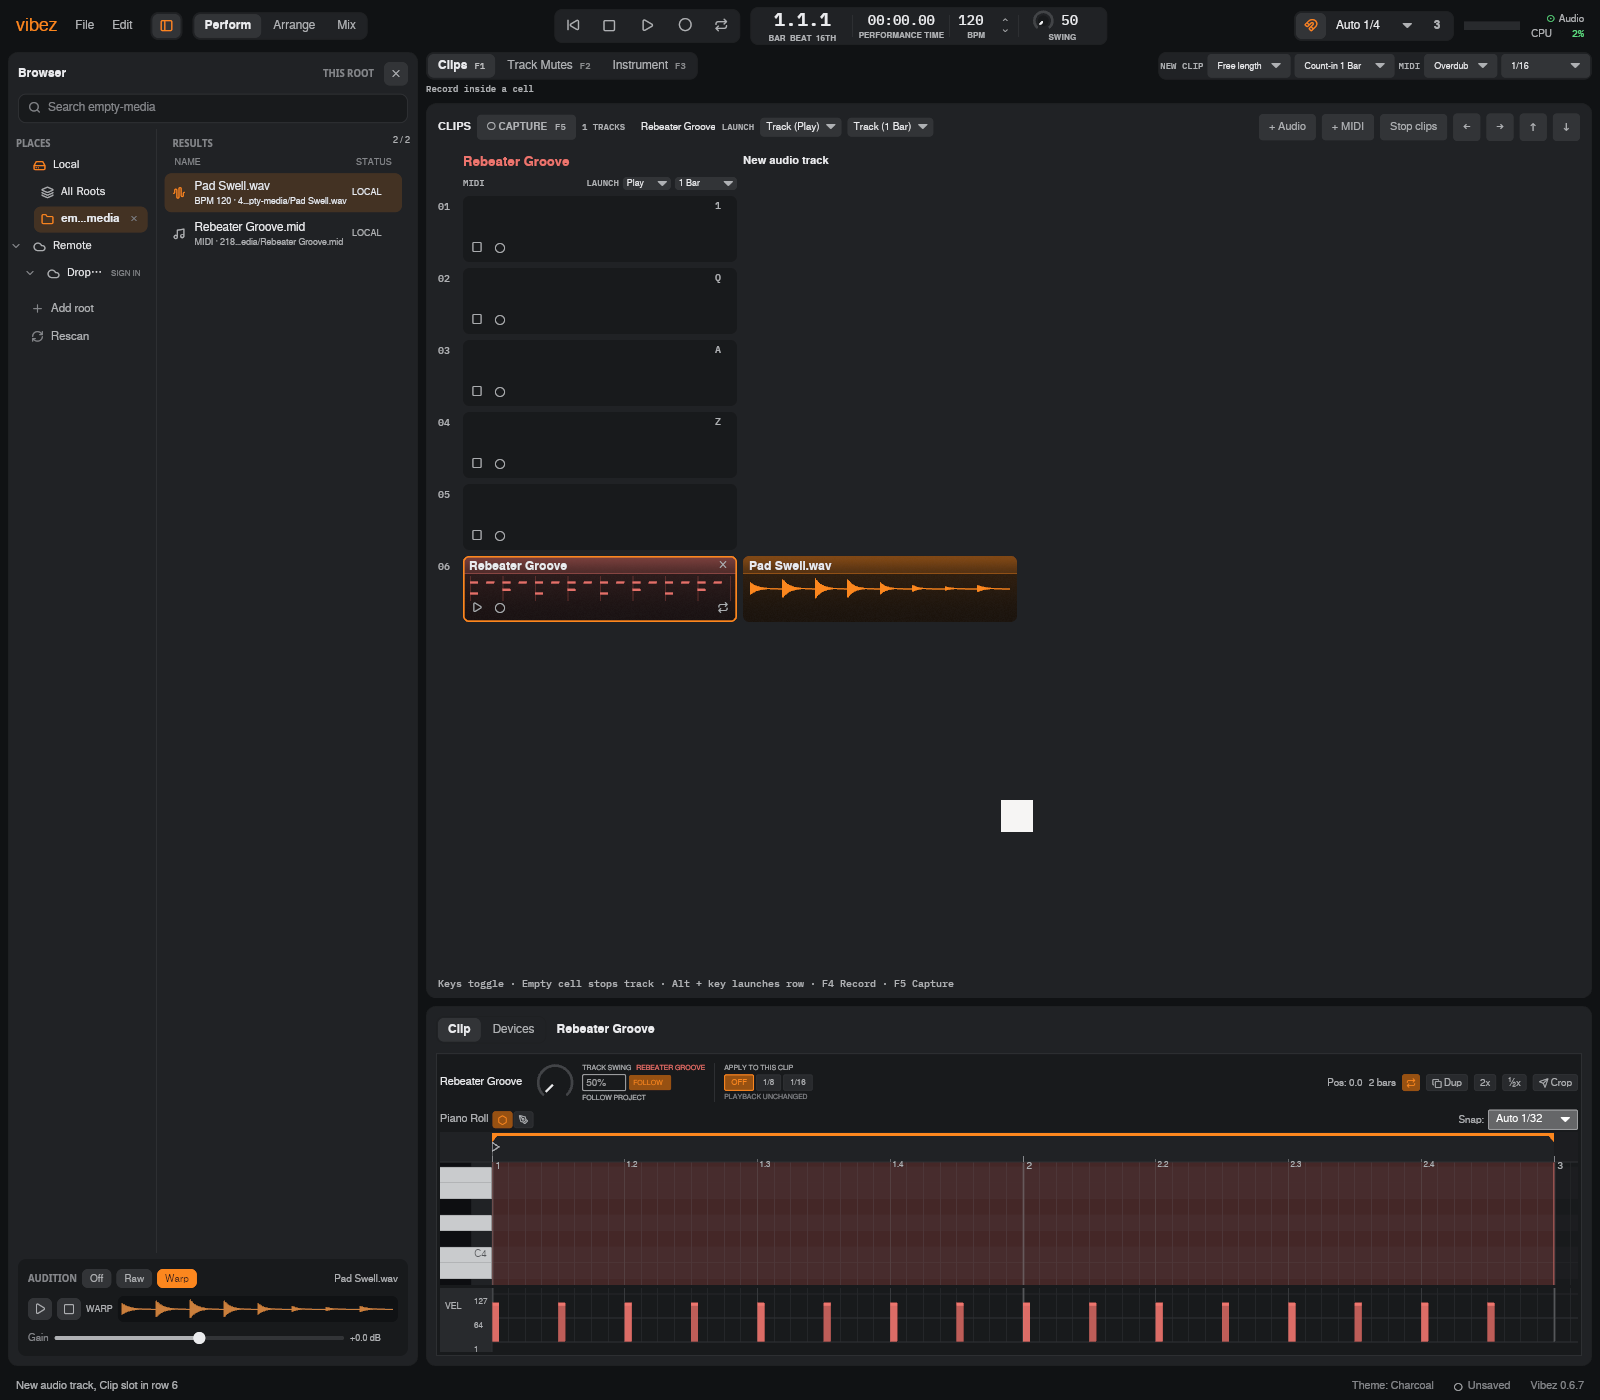 vibez File Edit Perform Arrange Mix 1.1.1 00:00.00 120 50 Auto 1/4 3 Audio
BAR BEAT 16TH PERFORMANCE TIME BPM SWING CPU 2%
Browser THIS ROOT
Clips F1 Track Mutes F2 Instrument F3 NEW CLIP Free length Count-in 1 Bar MIDI Overdub 1/16
Record inside a cell
Search empty-media
PLACES
Local
All Roots
em...media
Remote
Drop··· SIGN IN
Add root
Rescan
RESULTS 2 / 2
NAME STATUS
Pad Swell.wav LOCAL
BPM 120 · 4...pty-media/Pad Swell.wav
Rebeater Groove.mid LOCAL
MIDI · 218...edia/Rebeater Groove.mid
CLIPS CAPTURE F5 1 TRACKS Rebeater Groove LAUNCH Track (Play) Track (1 Bar) + Audio + MIDI Stop clips
Rebeater Groove New audio track
MIDI LAUNCH Play 1 Bar
01 1
02 Q
03 A
04 Z
05
06 Rebeater Groove Pad Swell.wav
Keys toggle · Empty cell stops track · Alt + key launches row · F4 Record · F5 Capture
Clip Devices Rebeater Groove
Rebeater Groove
TRACK SWING REBEATER GROOVE
50% FOLLOW
FOLLOW PROJECT
APPLY TO THIS CLIP
OFF 1/8 1/16
PLAYBACK UNCHANGED
Pos: 0.0 2 bars Dup 2x ½x Crop
Piano Roll Snap: Auto 1/32
1 1.2 1.3 1.4 2 2.2 2.3 2.4 3
C4
VEL 127
64
1
AUDITION Off Raw Warp Pad Swell.wav
WARP
Gain +0.0 dB
New audio track, Clip slot in row 6 Theme: Charcoal Unsaved Vibez 0.6.7